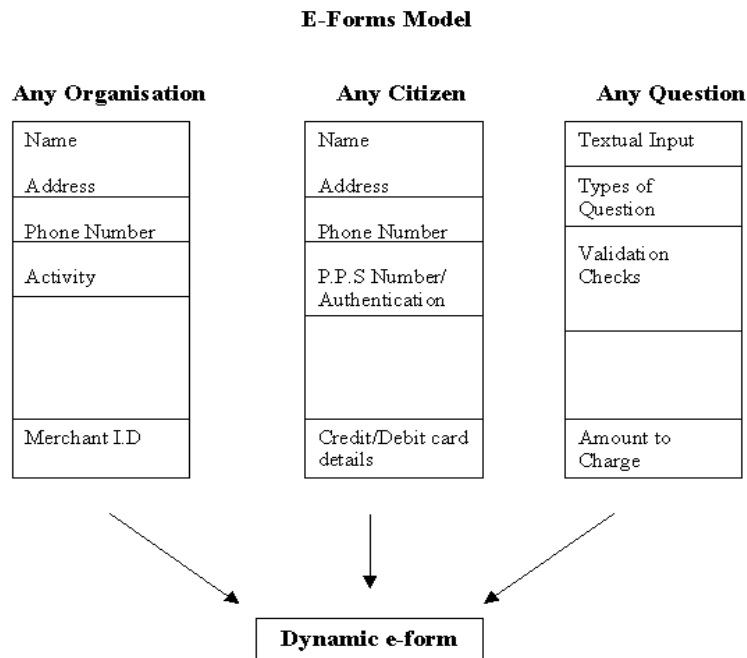 E-Forms Model
Any Organisation
Name
Address
Phone Number
Activity
Merchant I.D
Any Citizen
Name
Address
Phone Number
P.P.S Number/
Authentication
Credit/Debit card
details
Any Question
Textual Input
Types of
Question
Validation
Checks
Amount to
Charge
Dynamic e-form